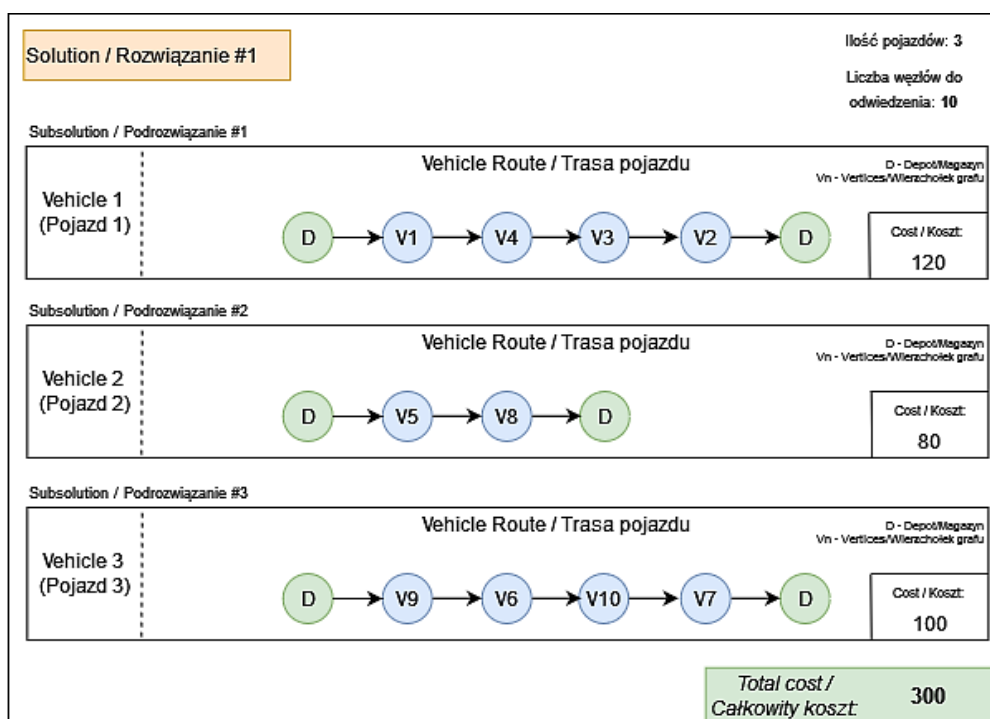 Solution / Rozwiązanie #1
Ilość pojazdów: 3
Liczba węzłów do
odwiedzenia: 10
Subsolution / Podrozwiązanie #1
Vehicle 1
(Pojazd 1)
Vehicle Route / Trasa pojazdu
D - Depot/Magazyn
Vn - Vertices/Wierzchołek grafu
D V1 V4 V3 V2 D
Cost / Koszt:
120
Subsolution / Podrozwiązanie #2
Vehicle 2
(Pojazd 2)
Vehicle Route / Trasa pojazdu
D - Depot/Magazyn
Vn - Vertices/Wierzchołek grafu
D V5 V8 D
Cost / Koszt:
80
Subsolution / Podrozwiązanie #3
Vehicle 3
(Pojazd 3)
Vehicle Route / Trasa pojazdu
D - Depot/Magazyn
Vn - Vertices/Wierzchołek grafu
D V9 V6 V10 V7 D
Cost / Koszt:
100
Total cost /
Całkowity koszt:
300